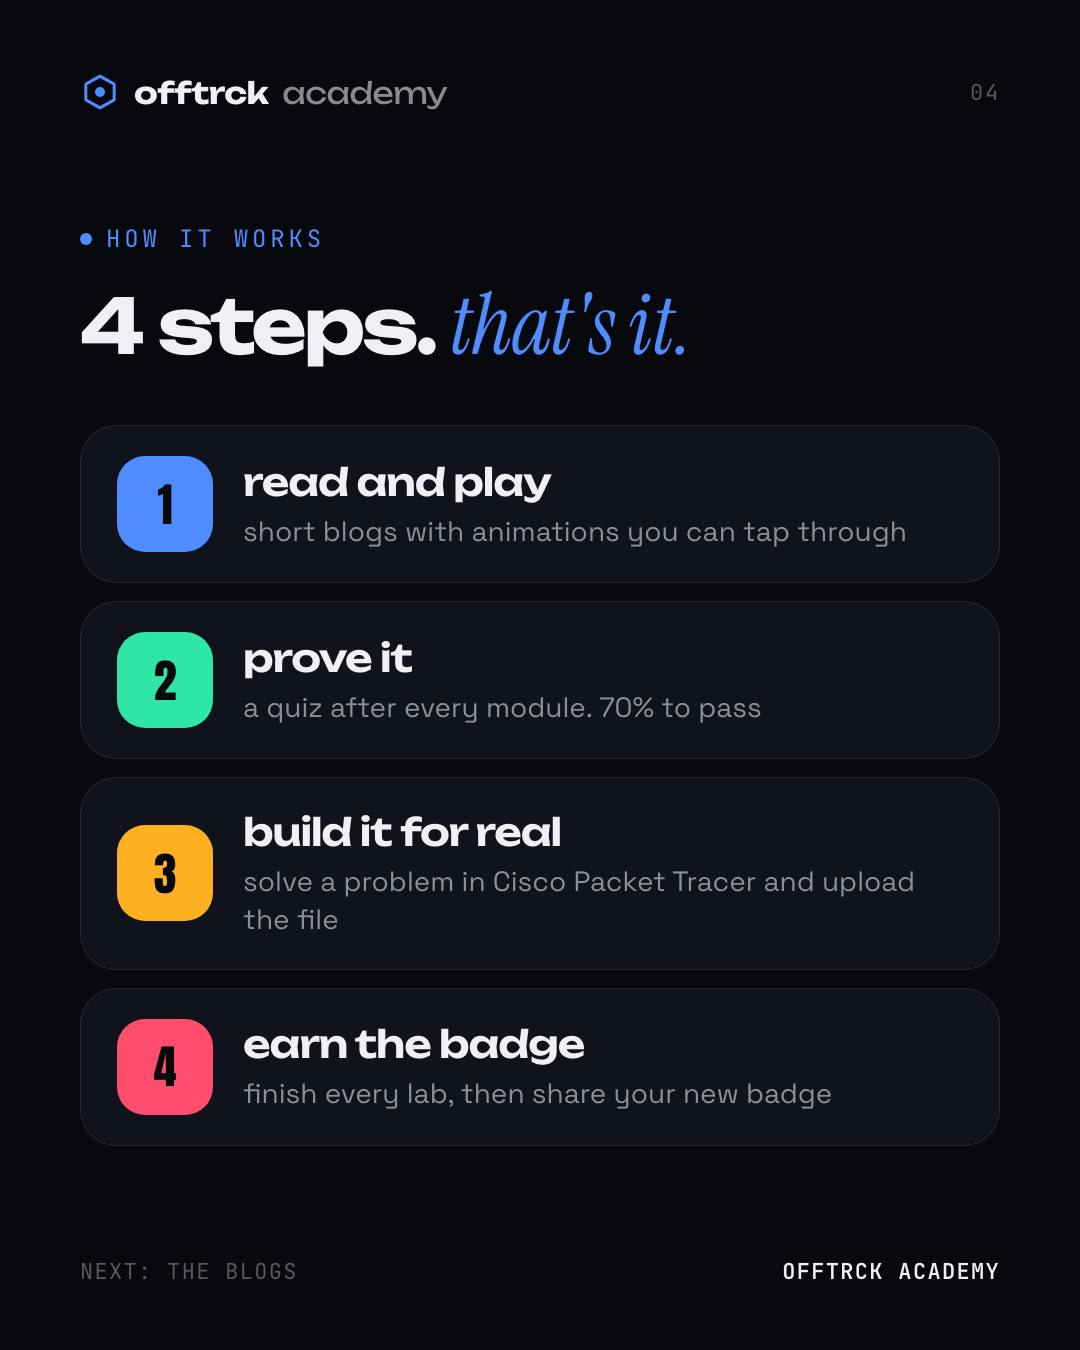 offtrck academy
04
HOW IT WORKS
4 steps. that's it.
1
read and play
short blogs with animations you can tap through
2
prove it
a quiz after every module. 70% to pass
3
build it for real
solve a problem in Cisco Packet Tracer and upload
the file
4
earn the badge
finish every lab, then share your new badge
NEXT: THE BLOGS
OFFTRCK ACADEMY